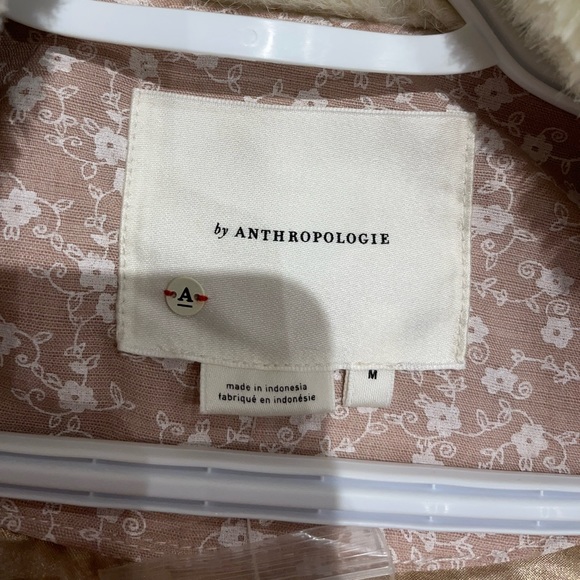 by ANTHROPOLOGIE
A
M
made in indonesia
fabriqué en indonésie